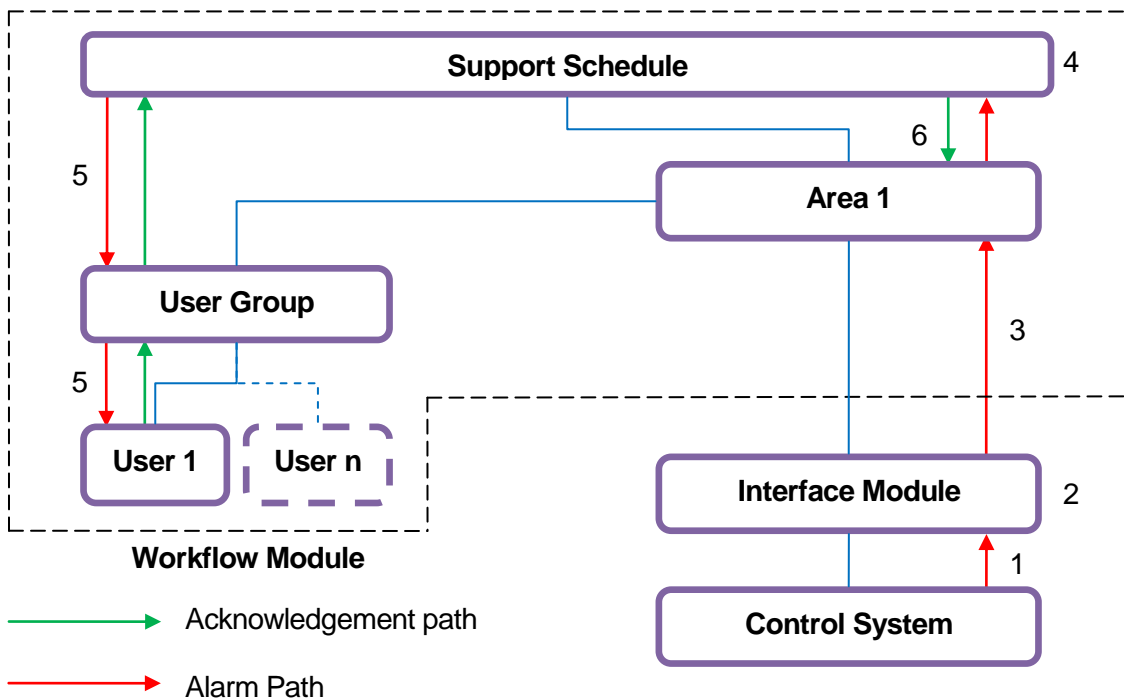 Support Schedule
4
6
5
Area 1
User Group
3
5
User 1
User n
Interface Module
2
Workflow Module
1
Acknowledgement path
Control System
Alarm Path